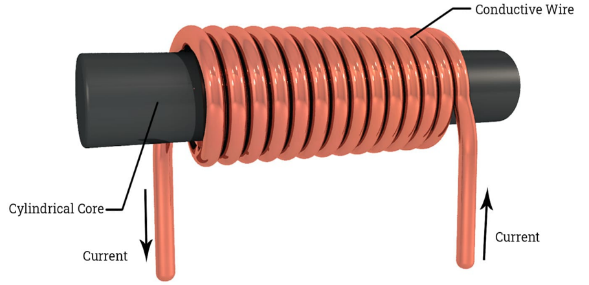 Conductive Wire
Cylindrical Core
Current
Current